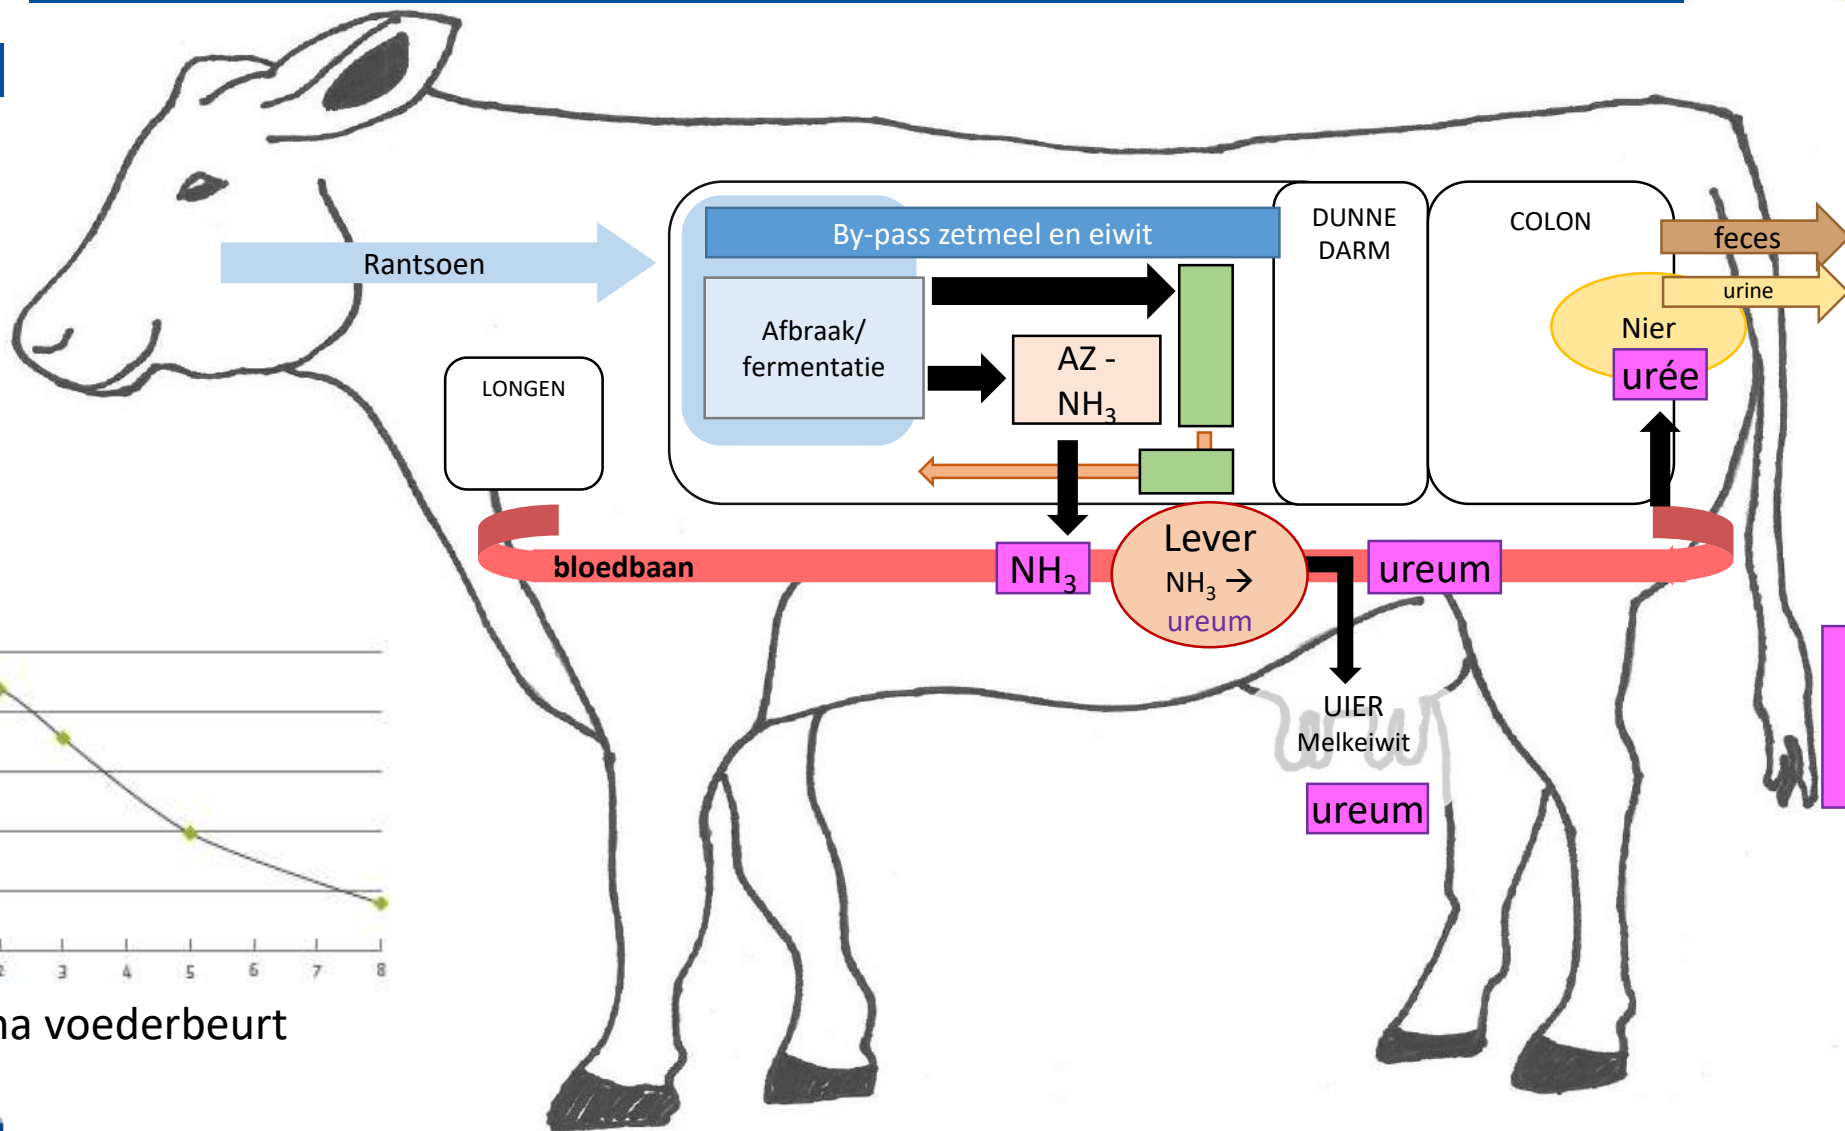 By-pass zetmeel en eiwit
DUNNE
DARM
COLON
feces
urine
Rantsoen
Afbraak/
fermentatie
AZ -
NH₃
Nier
urée
LONGEN
bloedbaan
NH₃
Lever
NH₃ →
ureum
ureum
UIER
Melkeiwit
ureum
2 3 4 5 6 7 8
na voederbeurt